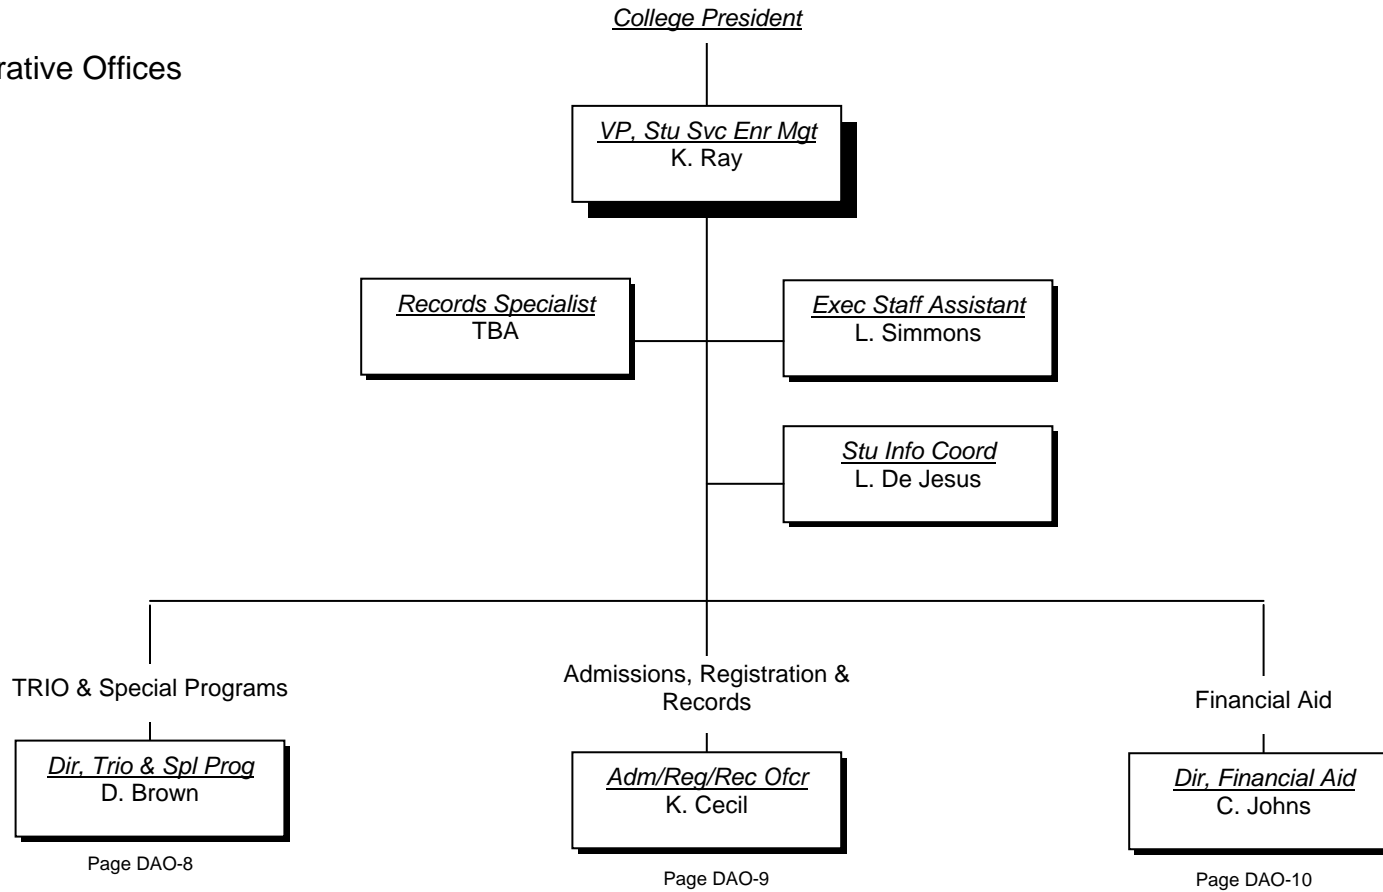 College President
rative Offices
VP, Stu Svc Enr Mgt
K. Ray
Records Specialist
TBA
Exec Staff Assistant
L. Simmons
Stu Info Coord
L. De Jesus
TRIO & Special Programs
Dir, Trio & Spl Prog
D. Brown
Page DAO-8
Admissions, Registration &
Records
Adm/Reg/Rec Ofcr
K. Cecil
Page DAO-9
Financial Aid
Dir, Financial Aid
C. Johns
Page DAO-10